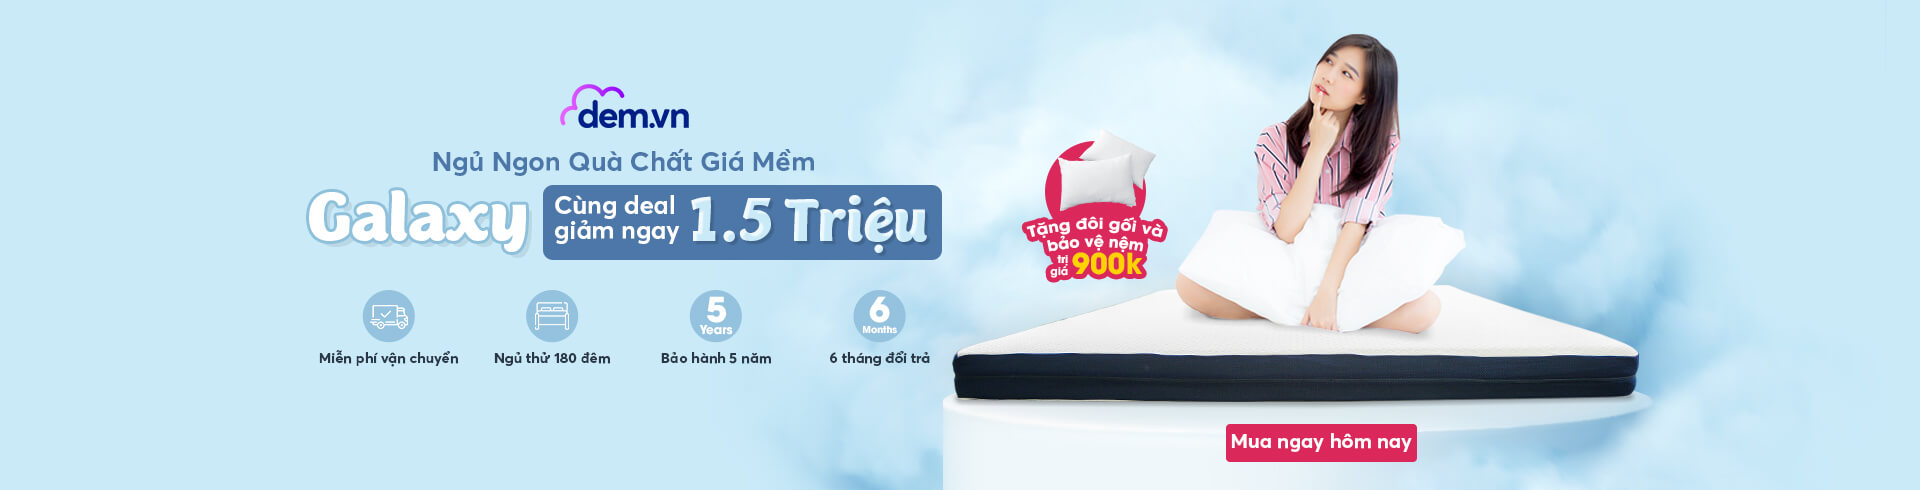 dem.vn
Ngủ Ngon Quà Chất Giá Mềm
Galaxy
Cùng deal
giảm ngay
1.5 Triệu
5
Years
6
Months
Miễn phí vận chuyển
Ngủ thử 180 đêm
Bảo hành 5 năm
6 tháng đổi trả
Tặng đôi gối và
bảo vệ nệm
trị
giá
900k
Mua ngay hôm nay